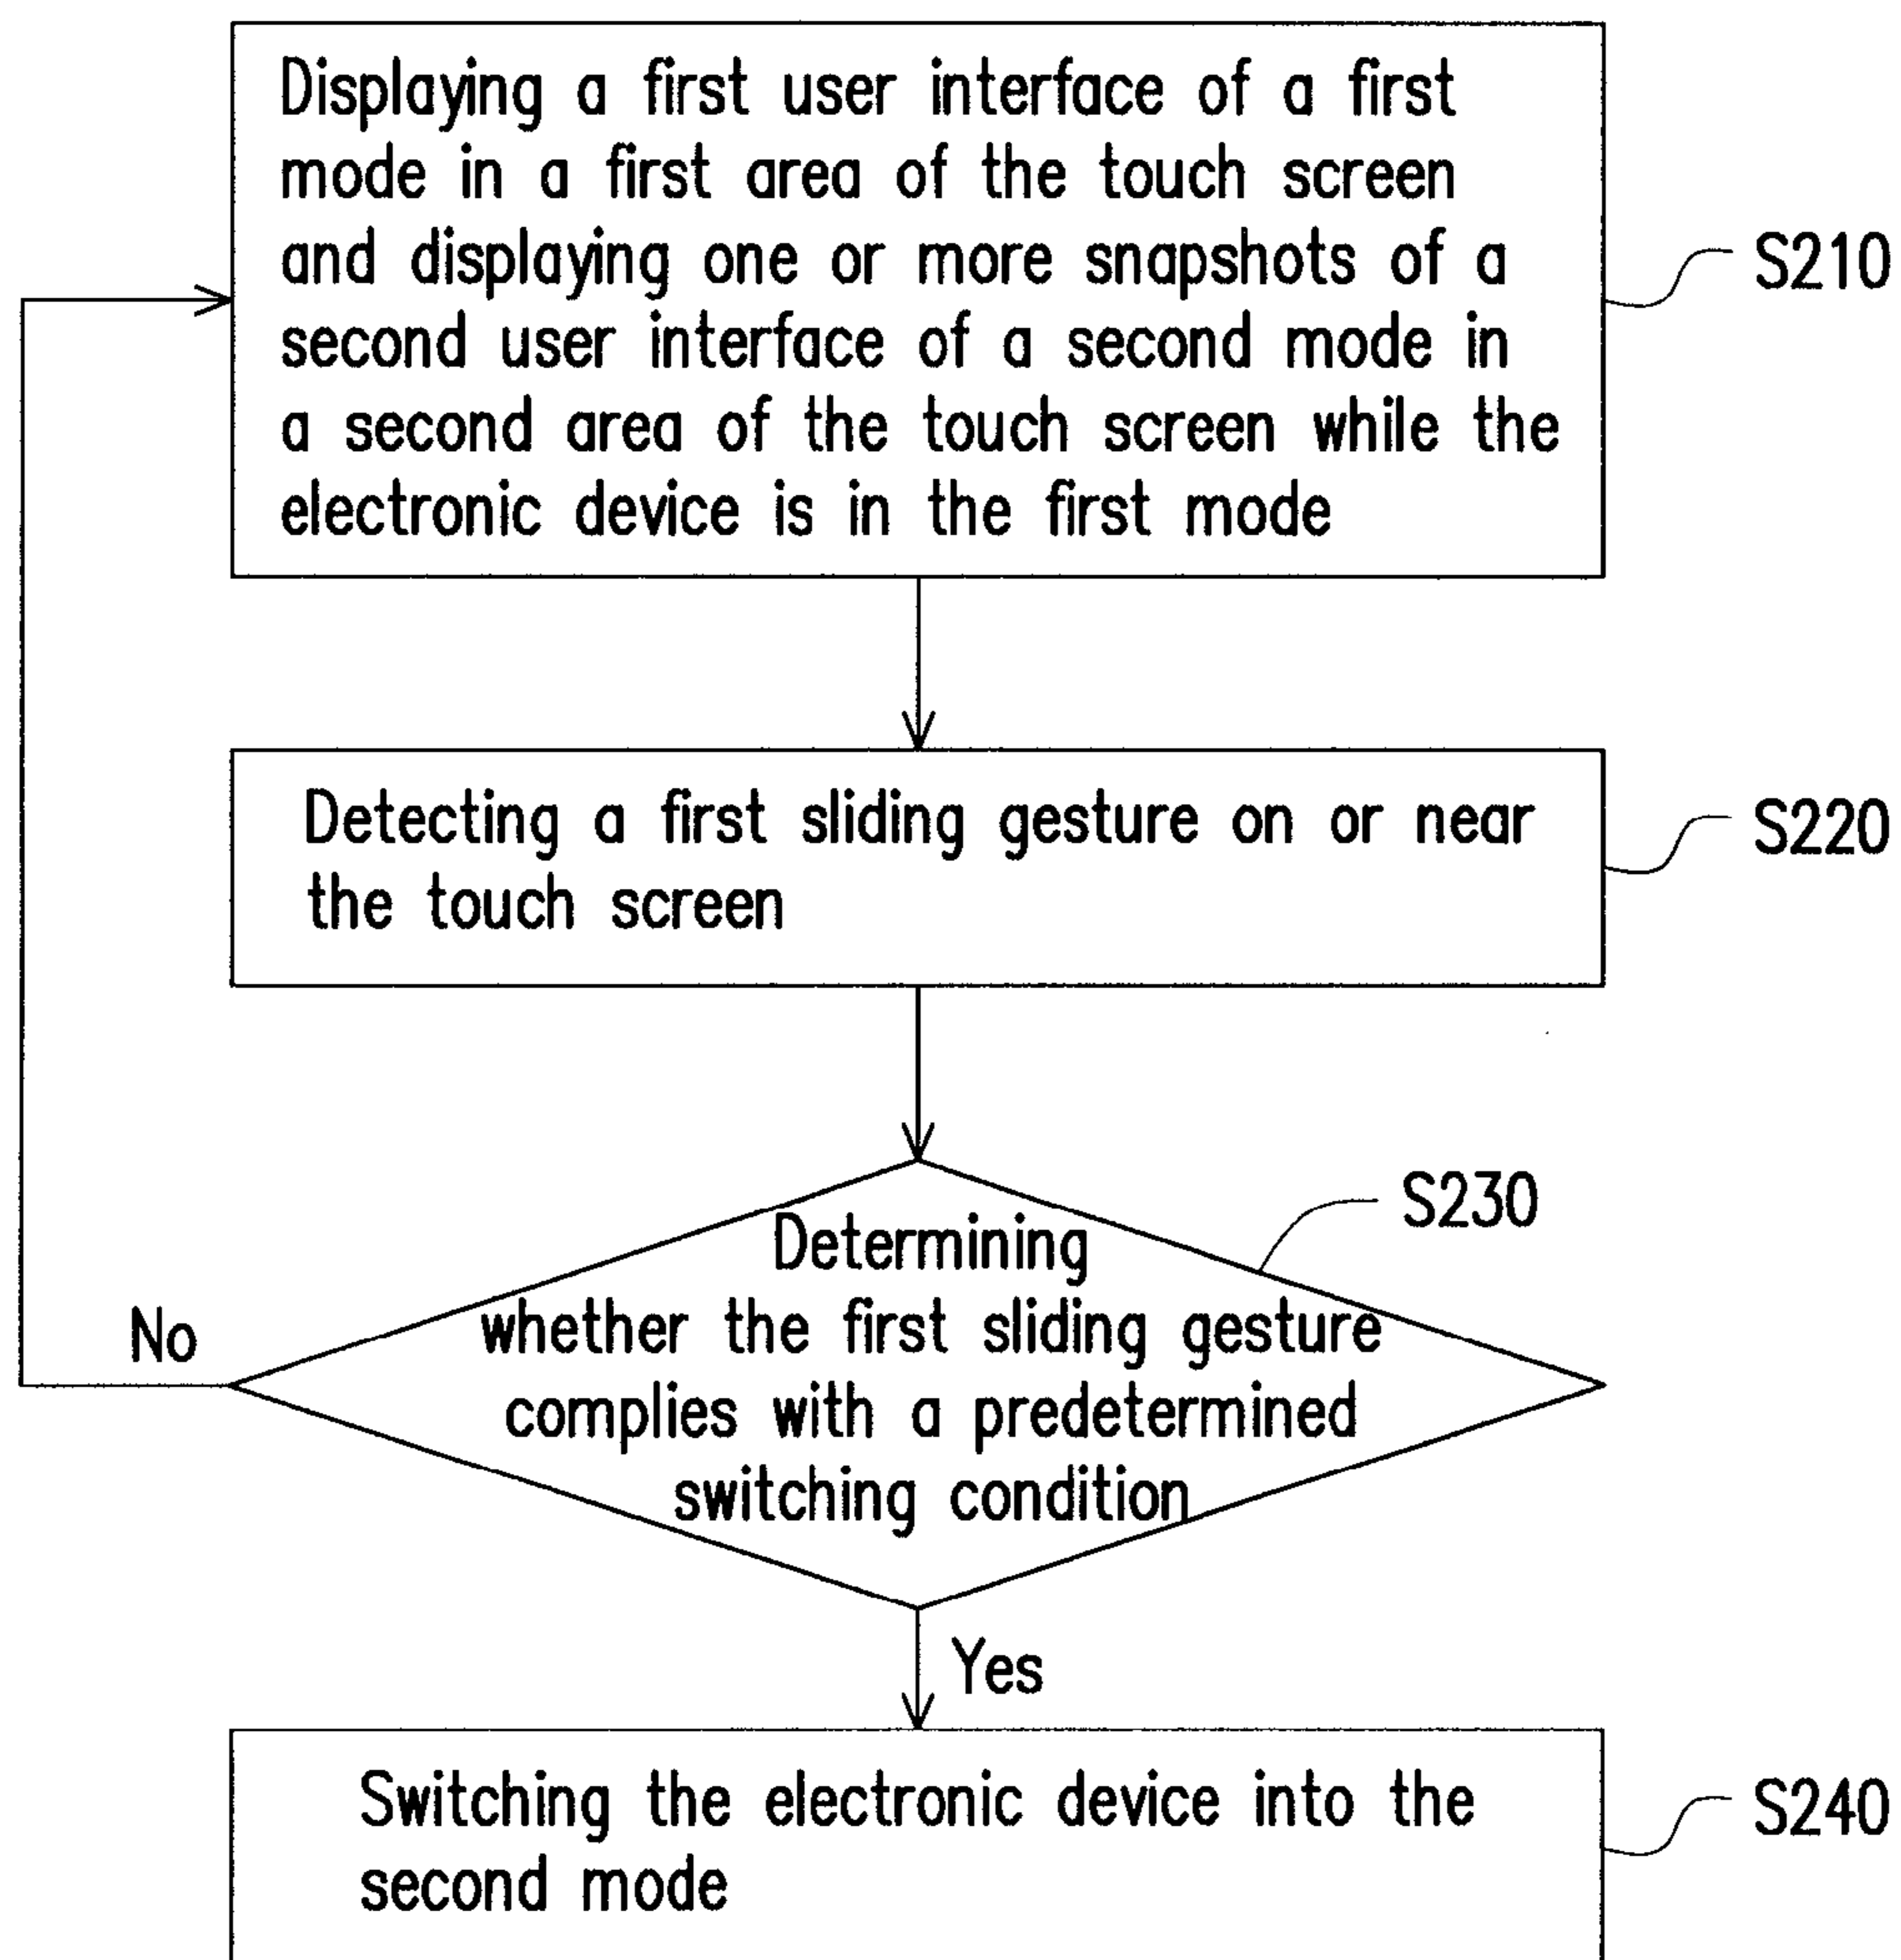 Displaying a first user interface of a first
mode in a first area of the touch screen
and displaying one or more snapshots of a
second user interface of a second mode in
a second area of the touch screen while the
electronic device is in the first mode
S210
Detecting a first sliding gesture on or near
the touch screen
S220
Determining
whether the first sliding gesture
complies with a predetermined
switching condition
S230
No
Yes
Switching the electronic device into the
second mode
S240